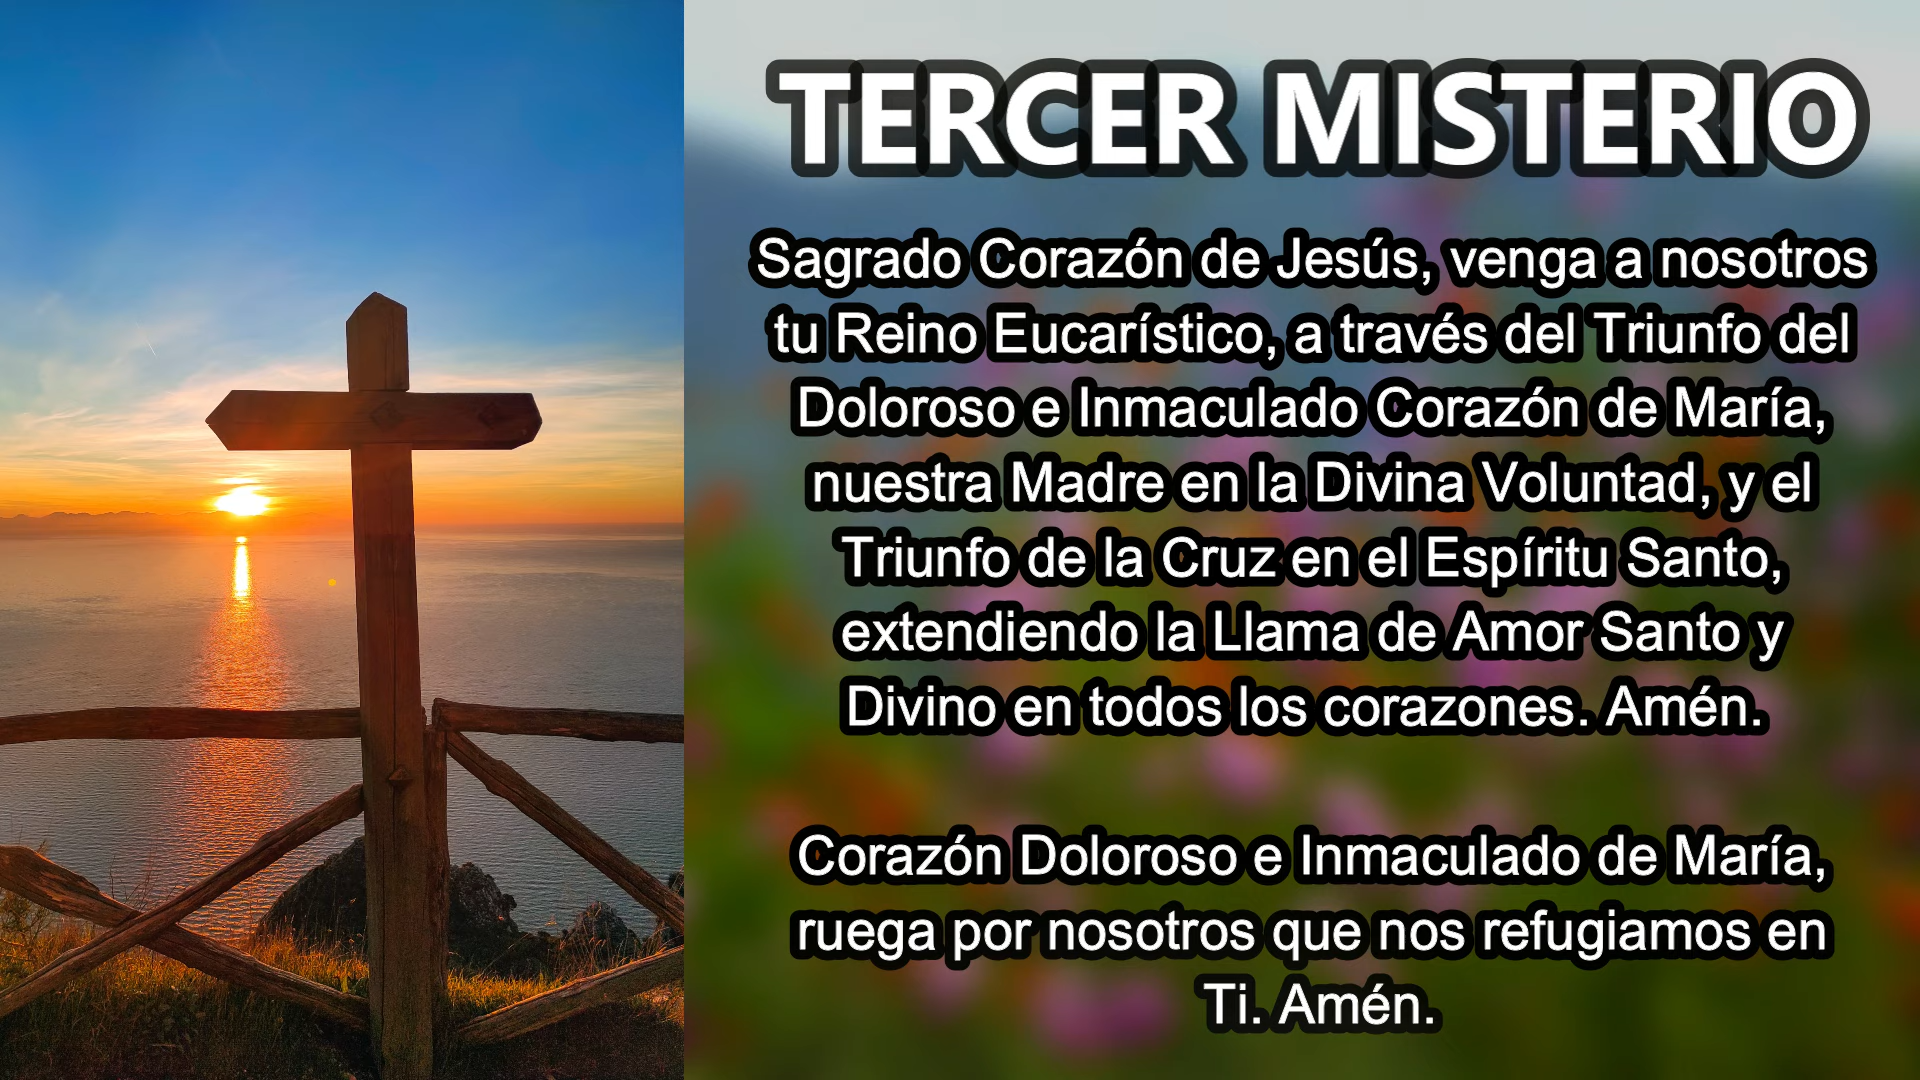 TERCER MISTERIO
Sagrado Corazón de Jesús, venga a nosotros
tu Reino Eucarístico, a través del Triunfo del
Doloroso e Inmaculado Corazón de María,
nuestra Madre en la Divina Voluntad, y el
Triunfo de la Cruz en el Espíritu Santo,
extendiendo la Llama de Amor Santo y
Divino en todos los corazones. Amén.
Corazón Doloroso e Inmaculado de María,
ruega por nosotros que nos refugiamos en
Ti. Amén.